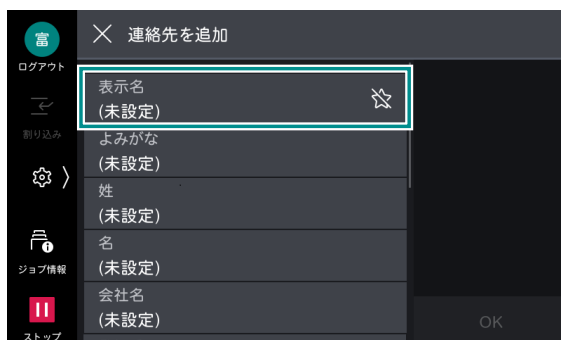 富
ログアウト
割り込み
ジョブ情報
ストップ
連絡先を追加
表示名
(未設定)
よみがな
(未設定)
姓
(未設定)
名
(未設定)
会社名
(未設定)
OK